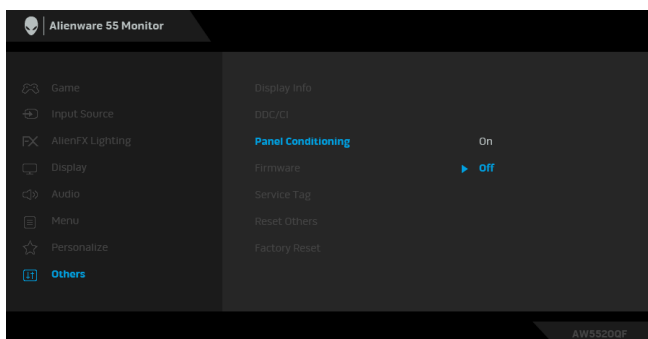 Alienware 55 Monitor
Game
Input Source
AlienFX Lighting
Display
Audio
Menu
Personalize
Others
Display Info
DDC/CI
Panel Conditioning On
Firmware Off
Service Tag
Reset Others
Factory Reset
AW5520QF